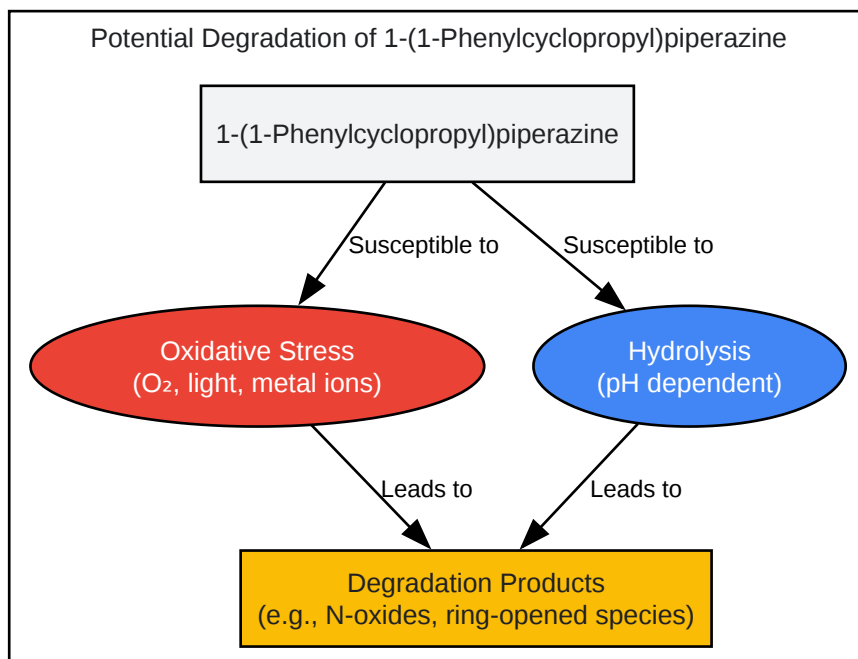 Potential Degradation of 1-(1-Phenylcyclopropyl)piperazine
1-(1-Phenylcyclopropyl)piperazine
Susceptible to
Susceptible to
Oxidative Stress
(O₂, light, metal ions)
Hydrolysis
(pH dependent)
Leads to
Leads to
Degradation Products
(e.g., N-oxides, ring-opened species)